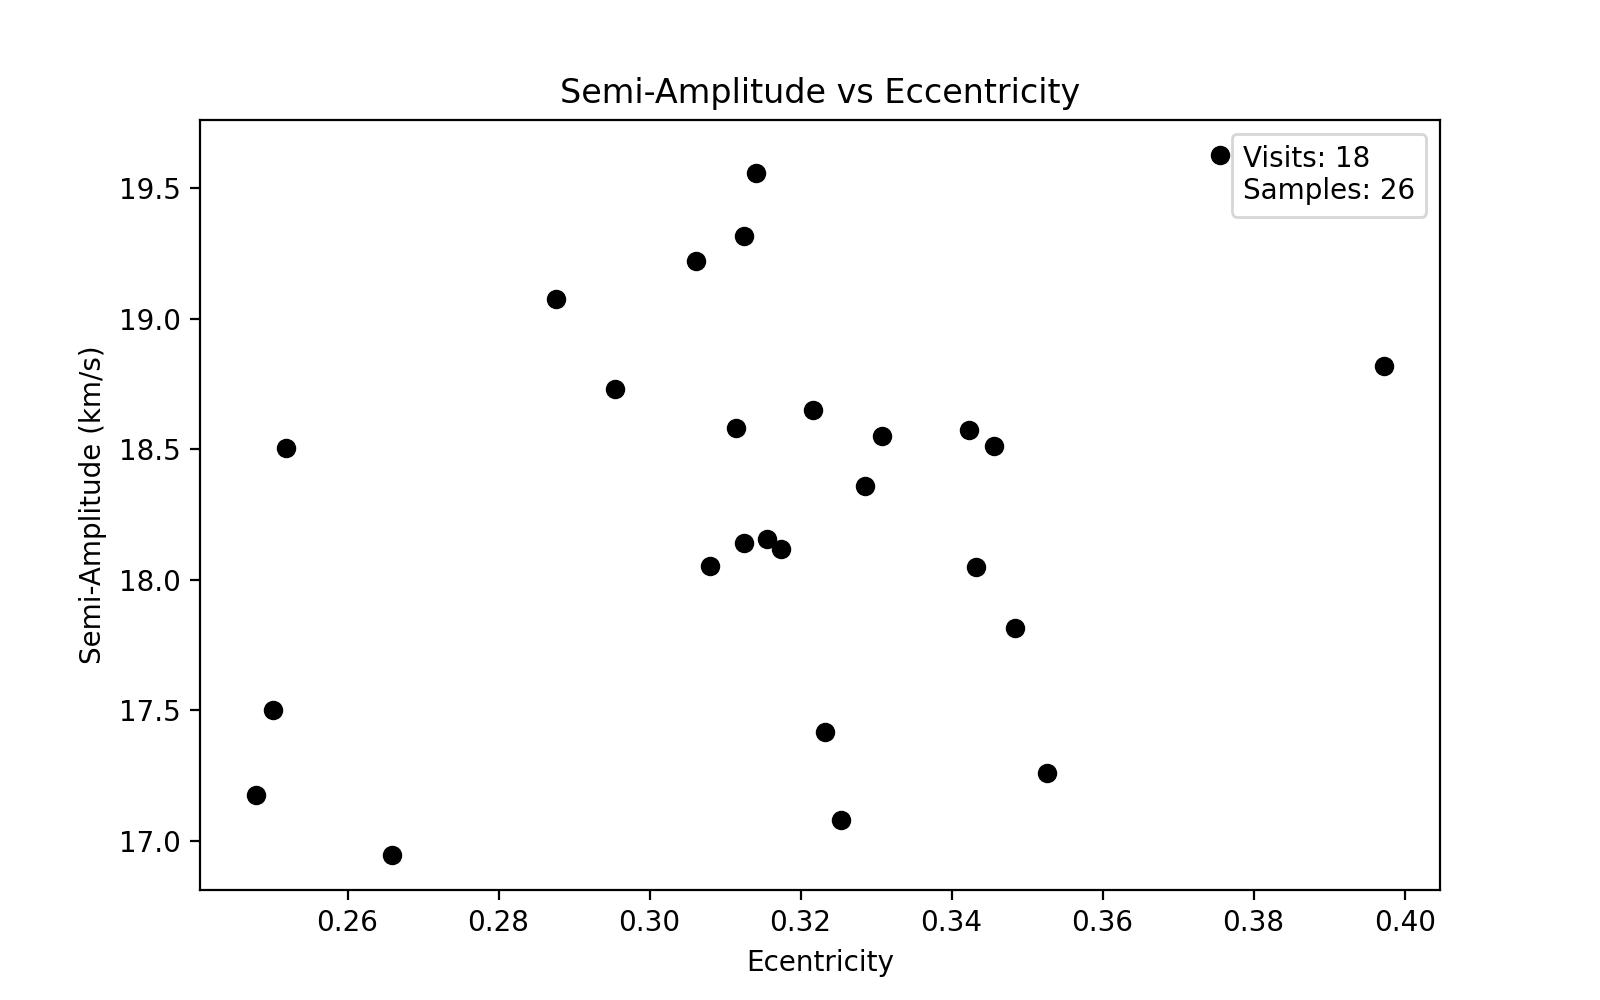 Semi-Amplitude vs Eccentricity
Visits: 18
Samples: 26
Semi-Amplitude (km/s)
19.5
19.0
18.5
18.0
17.5
17.0
0.26 0.28 0.30 0.32 0.34 0.36 0.38 0.40
Ecentricity